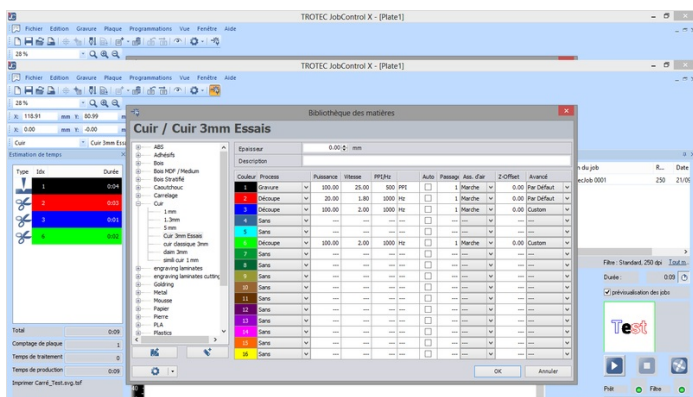 TROTEC JobControl X - [Plate1]
Fichier Edition Gravure Plaque Programmations Vue Fenêtre Aide
28 %
TROTEC JobControl X - [Plate1]
Fichier Edition Gravure Plaque Programmations Vue Fenêtre Aide
28 %
X: 118.91 mm Y: 80.99
X: 0.00 mm Y: -0.00
Cuir Cuir 3mm Essa
Estimation de temps
Type Idx Durée
1 0:04
2 0:03
3 0:01
6 0:02
Total 0:09
Comptage de plaque 1
Temps de traitement 0
Temps de production 0:09
Imprimer Carré_Test.svg.tsf
Bibliothèque des matières
Cuir / Cuir 3mm Essais
ABS
Adhésifs
Bois
Bois MDF / Medium
Bois Stratifié
Caoutchouc
Carrelage
Cuir
1 mm
1.3mm
5 mm
Cuir 3mm Essais
cur classique 3mm
daim 3mm
simili cuir 1 mm
engraving laminates
engraving laminates cutting
Goldring
Metal
Mousse
Papier
Pierre
PLA
Plastics
Epaisseur 0.00 mm
Description
Couleur Process Puissance Vitesse PPI/Hz Auto Passage Ass. d'air Z-Offset Avancé
1 Gravure 100.00 25.00 500 PPI 1 Marche 0.00 Par Défaut
2 Découpe 20.00 1.80 1000 Hz 1 Marche 0.00 Par Défaut
3 Découpe 100.00 2.00 1000 Hz 1 Marche 0.00 Custom
4 Sans --- --- --- --- --- --- --- ---
5 Sans --- --- --- --- --- --- --- ---
6 Découpe 100.00 2.00 1000 Hz 1 Marche 0.00 Custom
7 Sans --- --- --- --- --- --- --- ---
8 Sans --- --- --- --- --- --- --- ---
9 Sans --- --- --- --- --- --- --- ---
10 Sans --- --- --- --- --- --- --- ---
11 Sans --- --- --- --- --- --- --- ---
12 Sans --- --- --- --- --- --- --- ---
13 Sans --- --- --- --- --- --- --- ---
14 Sans --- --- --- --- --- --- --- ---
15 Sans --- --- --- --- --- --- --- ---
16 Sans --- --- --- --- --- --- --- ---
OK Annuler
du job R... Date
ecJob 0001 250 21/09
Filtre : Standard, 250 dpi
Durée : 0:09
prévisualisation des jobs
Test
Prêt Filtre